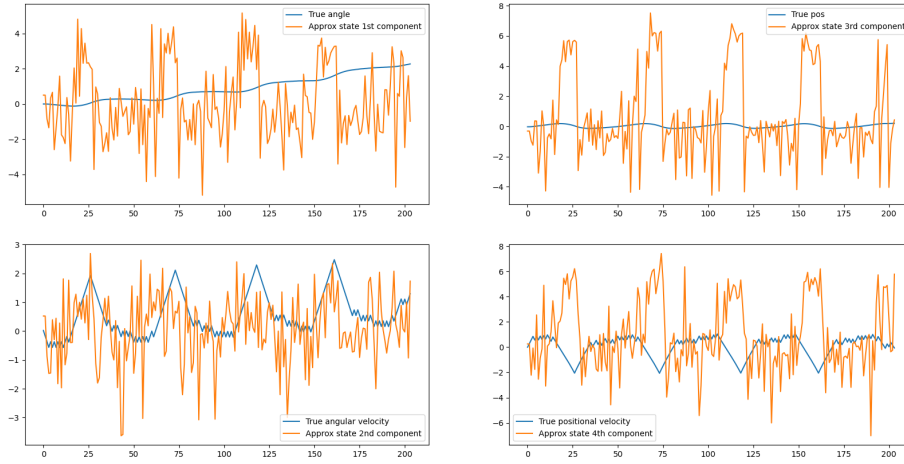 True angle
Approx state 1st component
4
2
0
−2
−4
0 25 50 75 100 125 150 175 200
True pos
Approx state 3rd component
8
6
4
2
0
−2
−4
0 25 50 75 100 125 150 175 200
3
2
1
0
−1
−2
−3
True angular velocity
Approx state 2nd component
0 25 50 75 100 125 150 175 200
8
6
4
2
0
−2
−4
−6
True positional velocity
Approx state 4th component
0 25 50 75 100 125 150 175 200